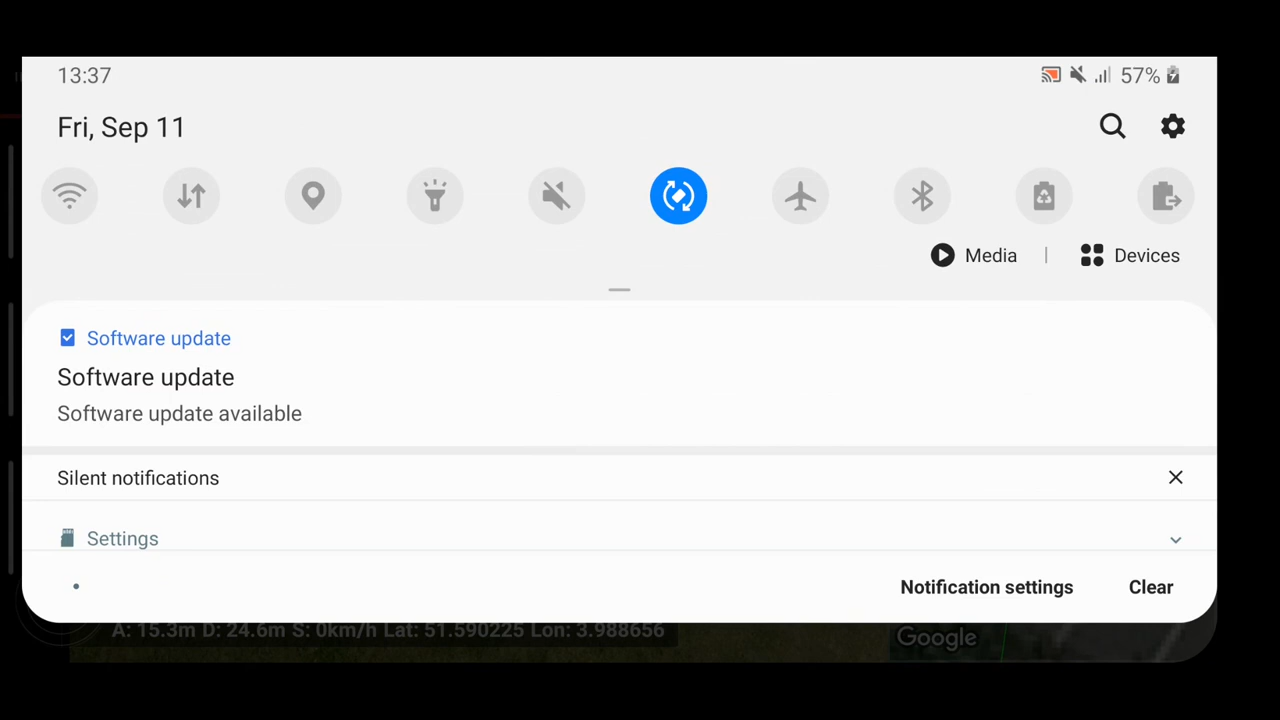 13:37
57%
Fri, Sep 11
Media | Devices
Software update
Software update
Software update available
Silent notifications
Settings
Notification settings
Clear
A: 15.3m D: 24.6m S: 0km/h Lat: 51.590225 Lon: 3.988656
Google